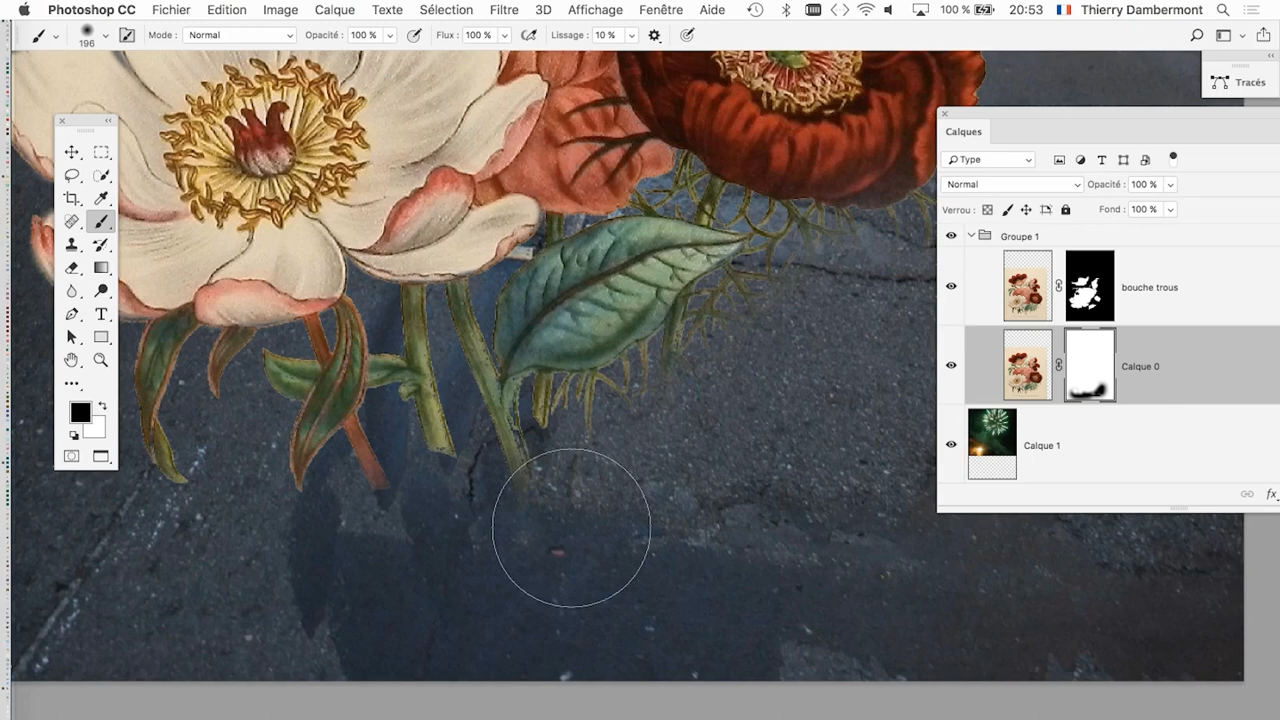 Photoshop CC Fichier Edition Image Calque Texte Sélection Filtre 3D Affichage Fenêtre Aide 100 % 20:53 Thierry Dambermont
196 Mode : Normal Opacité : 100 % Flux : 100 % Lissage : 10 %
Tracés
Calques
Type
Normal Opacité : 100 %
Verrou : Fond : 100 %
Groupe 1
bouche trous
Calque 0
Calque 1
fx